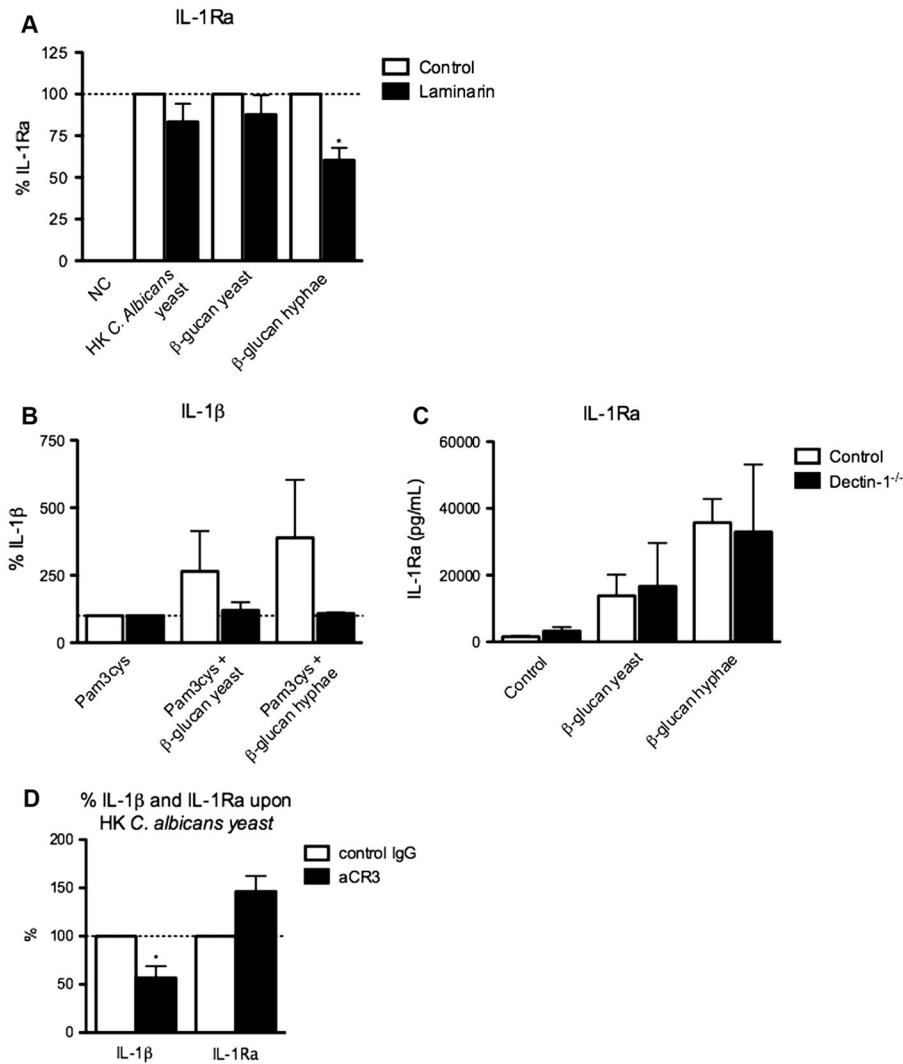 A
IL-1Ra
% IL-1Ra
125
100
75
50
25
0
*
Control
Laminarin
NC
HK C. Albicans
yeast
β-gucan yeast
β-glucan hyphae
B
IL-1β
% IL-1β
750
500
250
0
Pam3cys
Pam3cys +
β-glucan yeast
Pam3cys +
β-glucan hyphae
C
IL-1Ra
IL-1Ra (pg/mL)
60000
40000
20000
0
Control
Dectin-1-/-
Control
β-glucan yeast
β-glucan hyphae
D
% IL-1β and IL-1Ra upon
HK C. albicans yeast
%
200
150
100
50
0
*
control IgG
aCR3
IL-1β
IL-1Ra